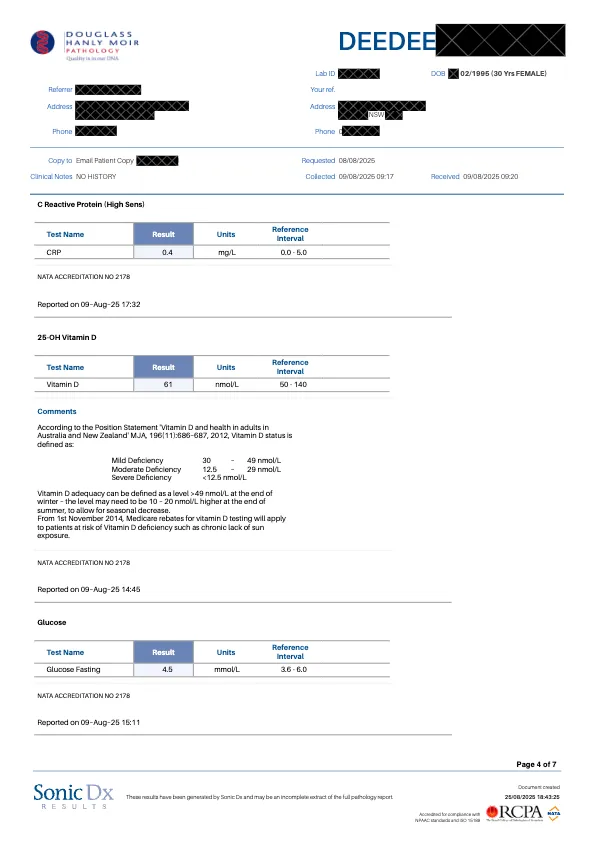 DOUGLASS
HANLY MOIR
PATHOLOGY
Quality is in our DNA
DEEDEE
Lab ID DOB 02/1995 (30 Yrs FEMALE)
Referrer Your ref.
Address Address
NSW
Phone Phone
Copy to Email Patient Copy Requested 08/08/2025
Clinical Notes NO HISTORY Collected 09/08/2025 09:17 Received 09/08/2025 09:20
C Reactive Protein (High Sens)
Test Name Result Units Reference Interval
CRP 0.4 mg/L 0.0 - 5.0
NATA ACCREDITATION NO 2178
Reported on 09-Aug-25 17:32
25-OH Vitamin D
Test Name Result Units Reference Interval
Vitamin D 61 nmol/L 50 - 140
Comments
According to the Position Statement 'Vitamin D and health in adults in
Australia and New Zealand' MJA, 196(11):686-687, 2012, Vitamin D status is
defined as:
Mild Deficiency 30 - 49 nmol/L
Moderate Deficiency 12.5 - 29 nmol/L
Severe Deficiency <12.5 nmol/L
Vitamin D adequacy can be defined as a level >49 nmol/L at the end of
winter - the level may need to be 10 - 20 nmol/L higher at the end of
summer, to allow for seasonal decrease.
From 1st November 2014, Medicare rebates for vitamin D testing will apply
to patients at risk of Vitamin D deficiency such as chronic lack of sun
exposure.
NATA ACCREDITATION NO 2178
Reported on 09-Aug-25 14:45
Glucose
Test Name Result Units Reference Interval
Glucose Fasting 4.5 mmol/L 3.6 - 6.0
NATA ACCREDITATION NO 2178
Reported on 09-Aug-25 15:11
Page 4 of 7
Sonic Dx
RESULTS
These results have been generated by Sonic Dx and may be an incomplete extract of the full pathology report.
Document created
25/08/2025 18:43:25
Accredited for compliance with
NPAAC standards and ISO 15189
RCPA
NATA